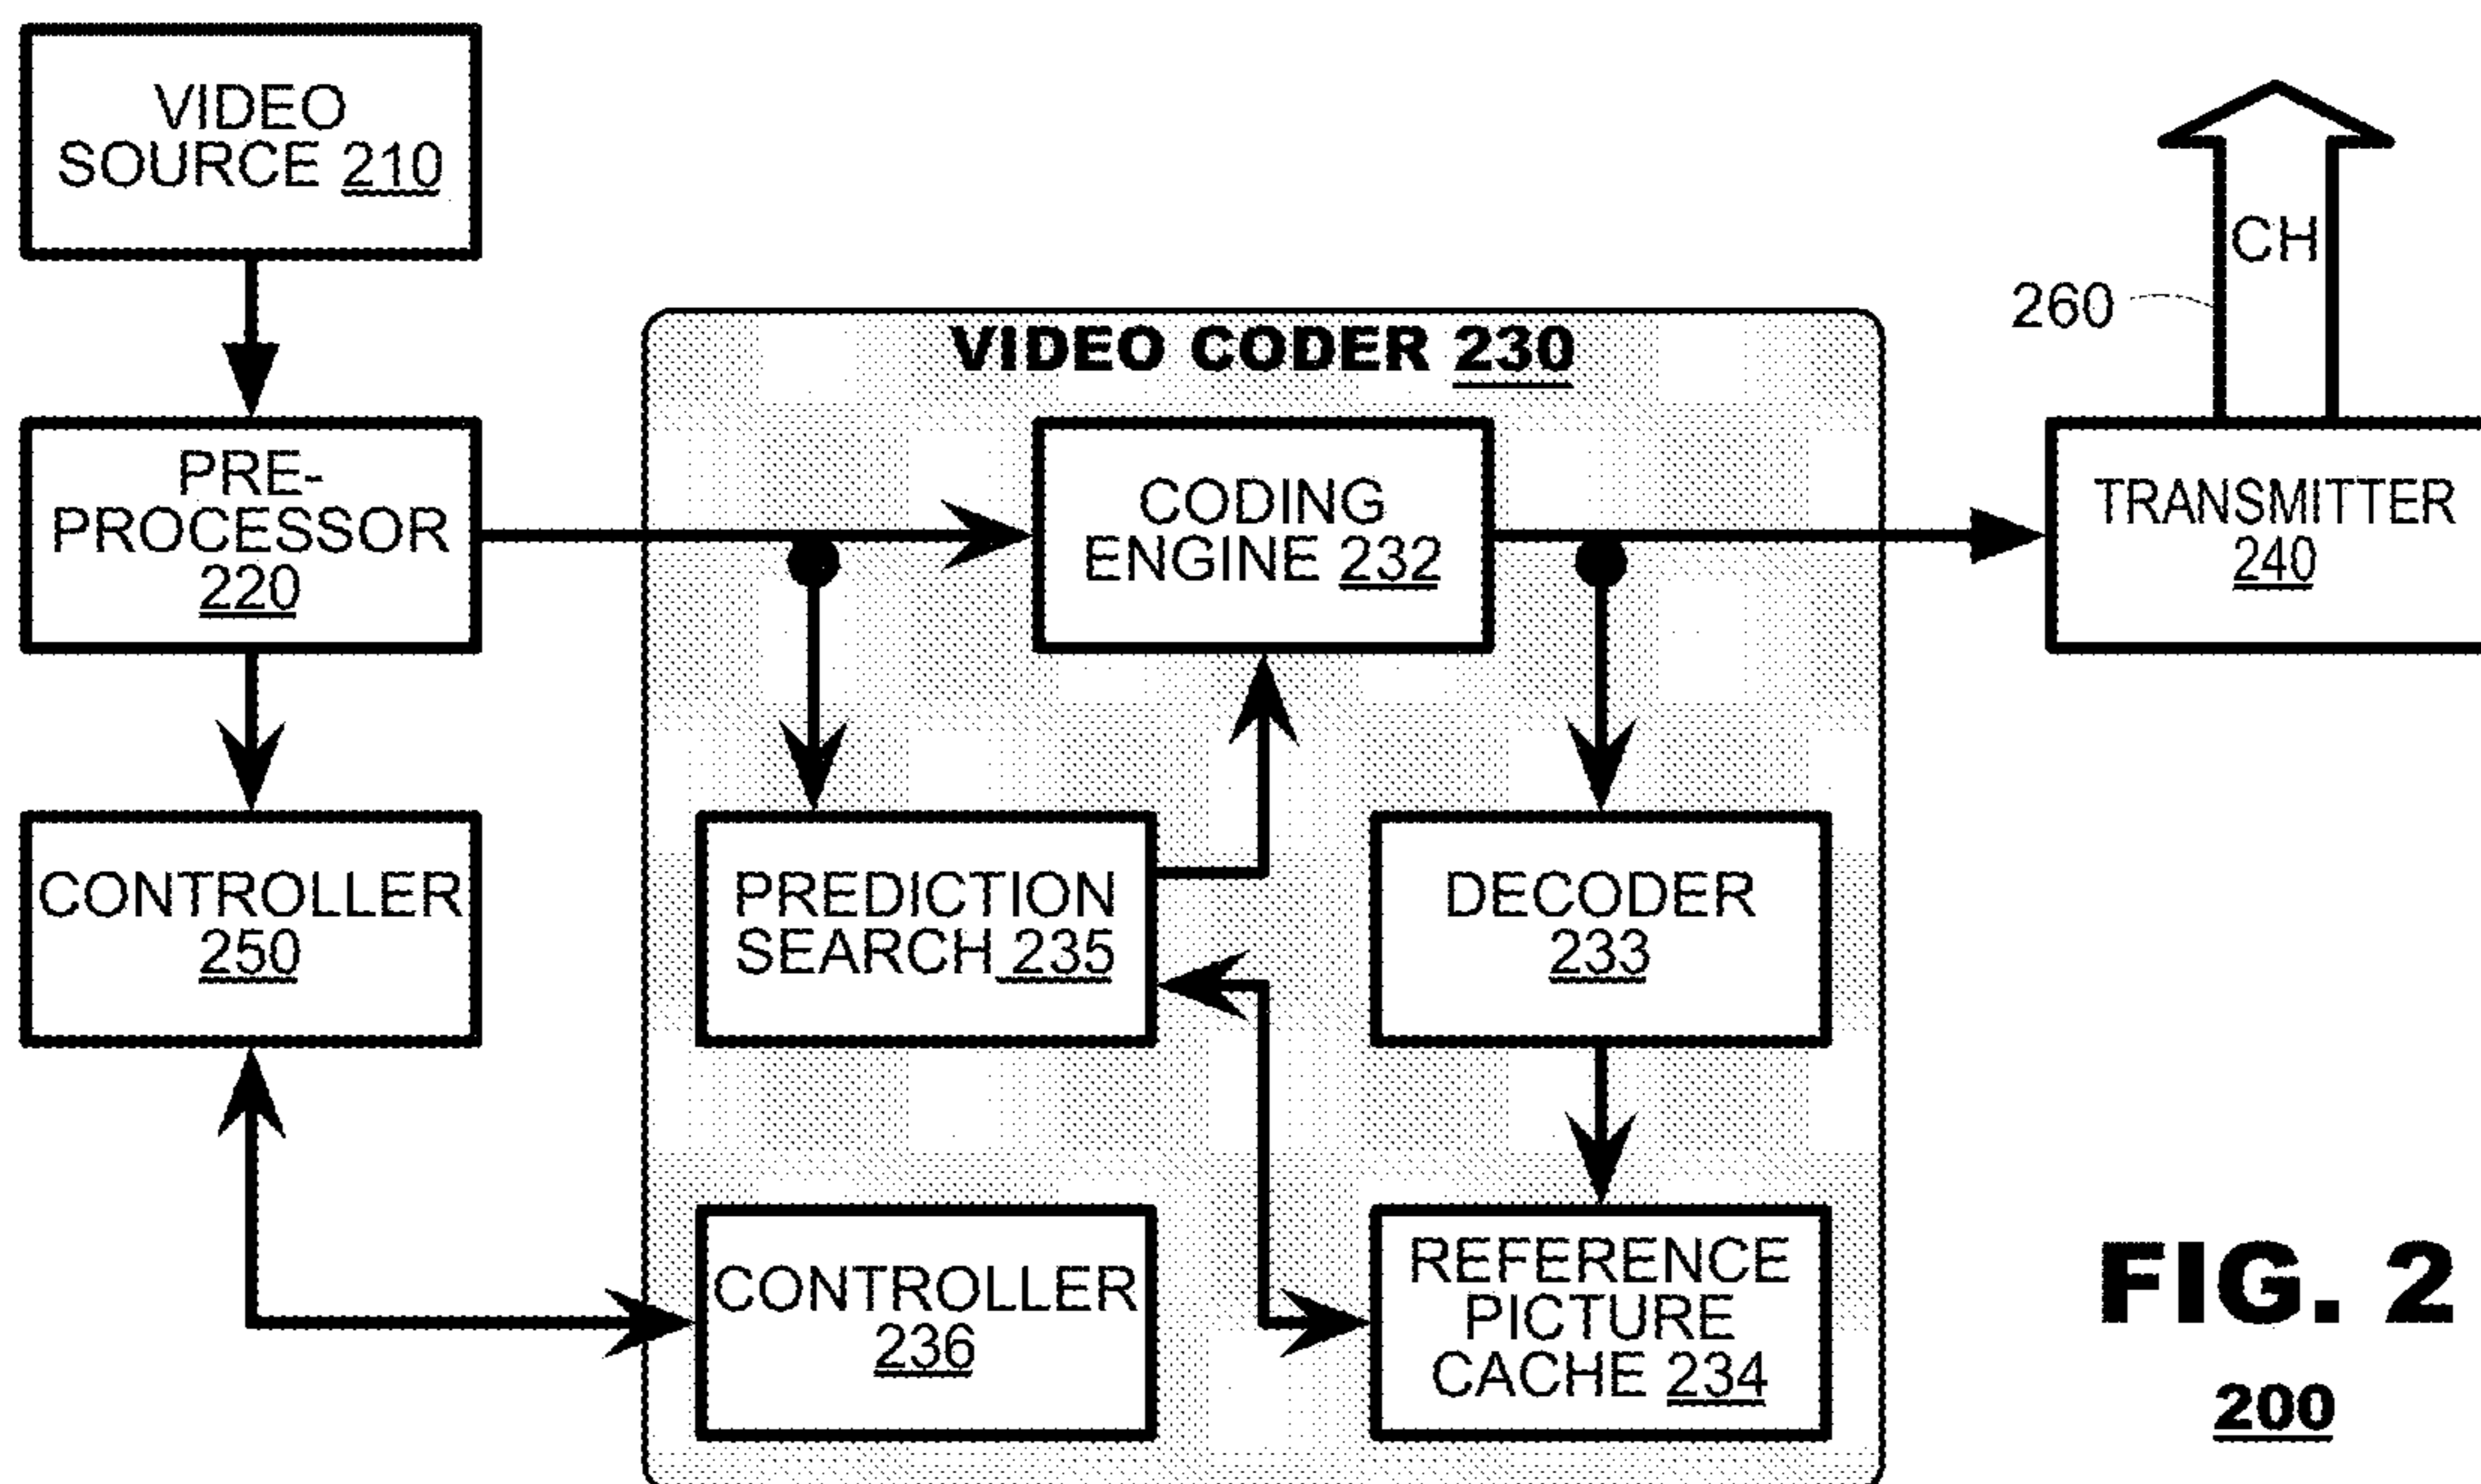 VIDEO
SOURCE 210
CH
260
VIDEO CODER 230
PRE-
PROCESSOR
220
CODING
ENGINE 232
TRANSMITTER
240
CONTROLLER
250
PREDICTION
SEARCH 235
DECODER
233
CONTROLLER
236
REFERENCE
PICTURE
CACHE 234
FIG. 2
200